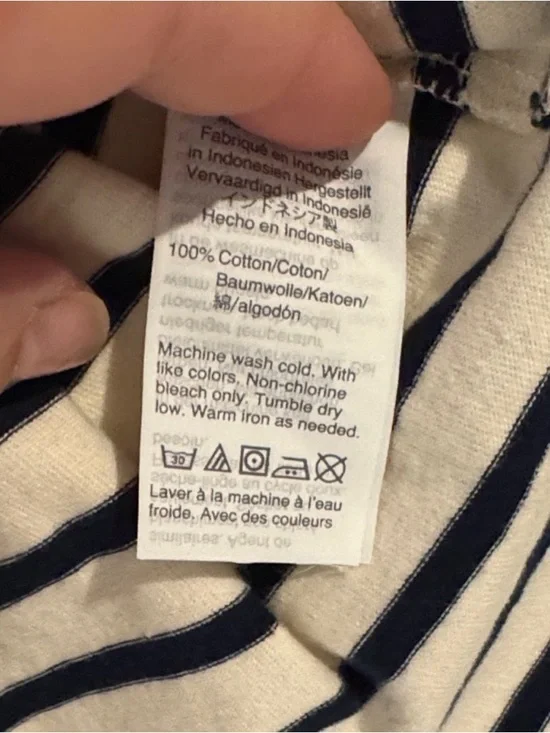 Fabriqué en Indonésie
in Indonesien Hergestellt
Vervaardigd in Indonesië
インドネシア製
Hecho en Indonesia
100% Cotton/Coton/
Baumwolle/Katoen/
綿/algodón
Machine wash cold. With
like colors. Non-chlorine
bleach only. Tumble dry
low. Warm iron as needed.
30
Laver à la machine à l'eau
froide. Avec des couleurs